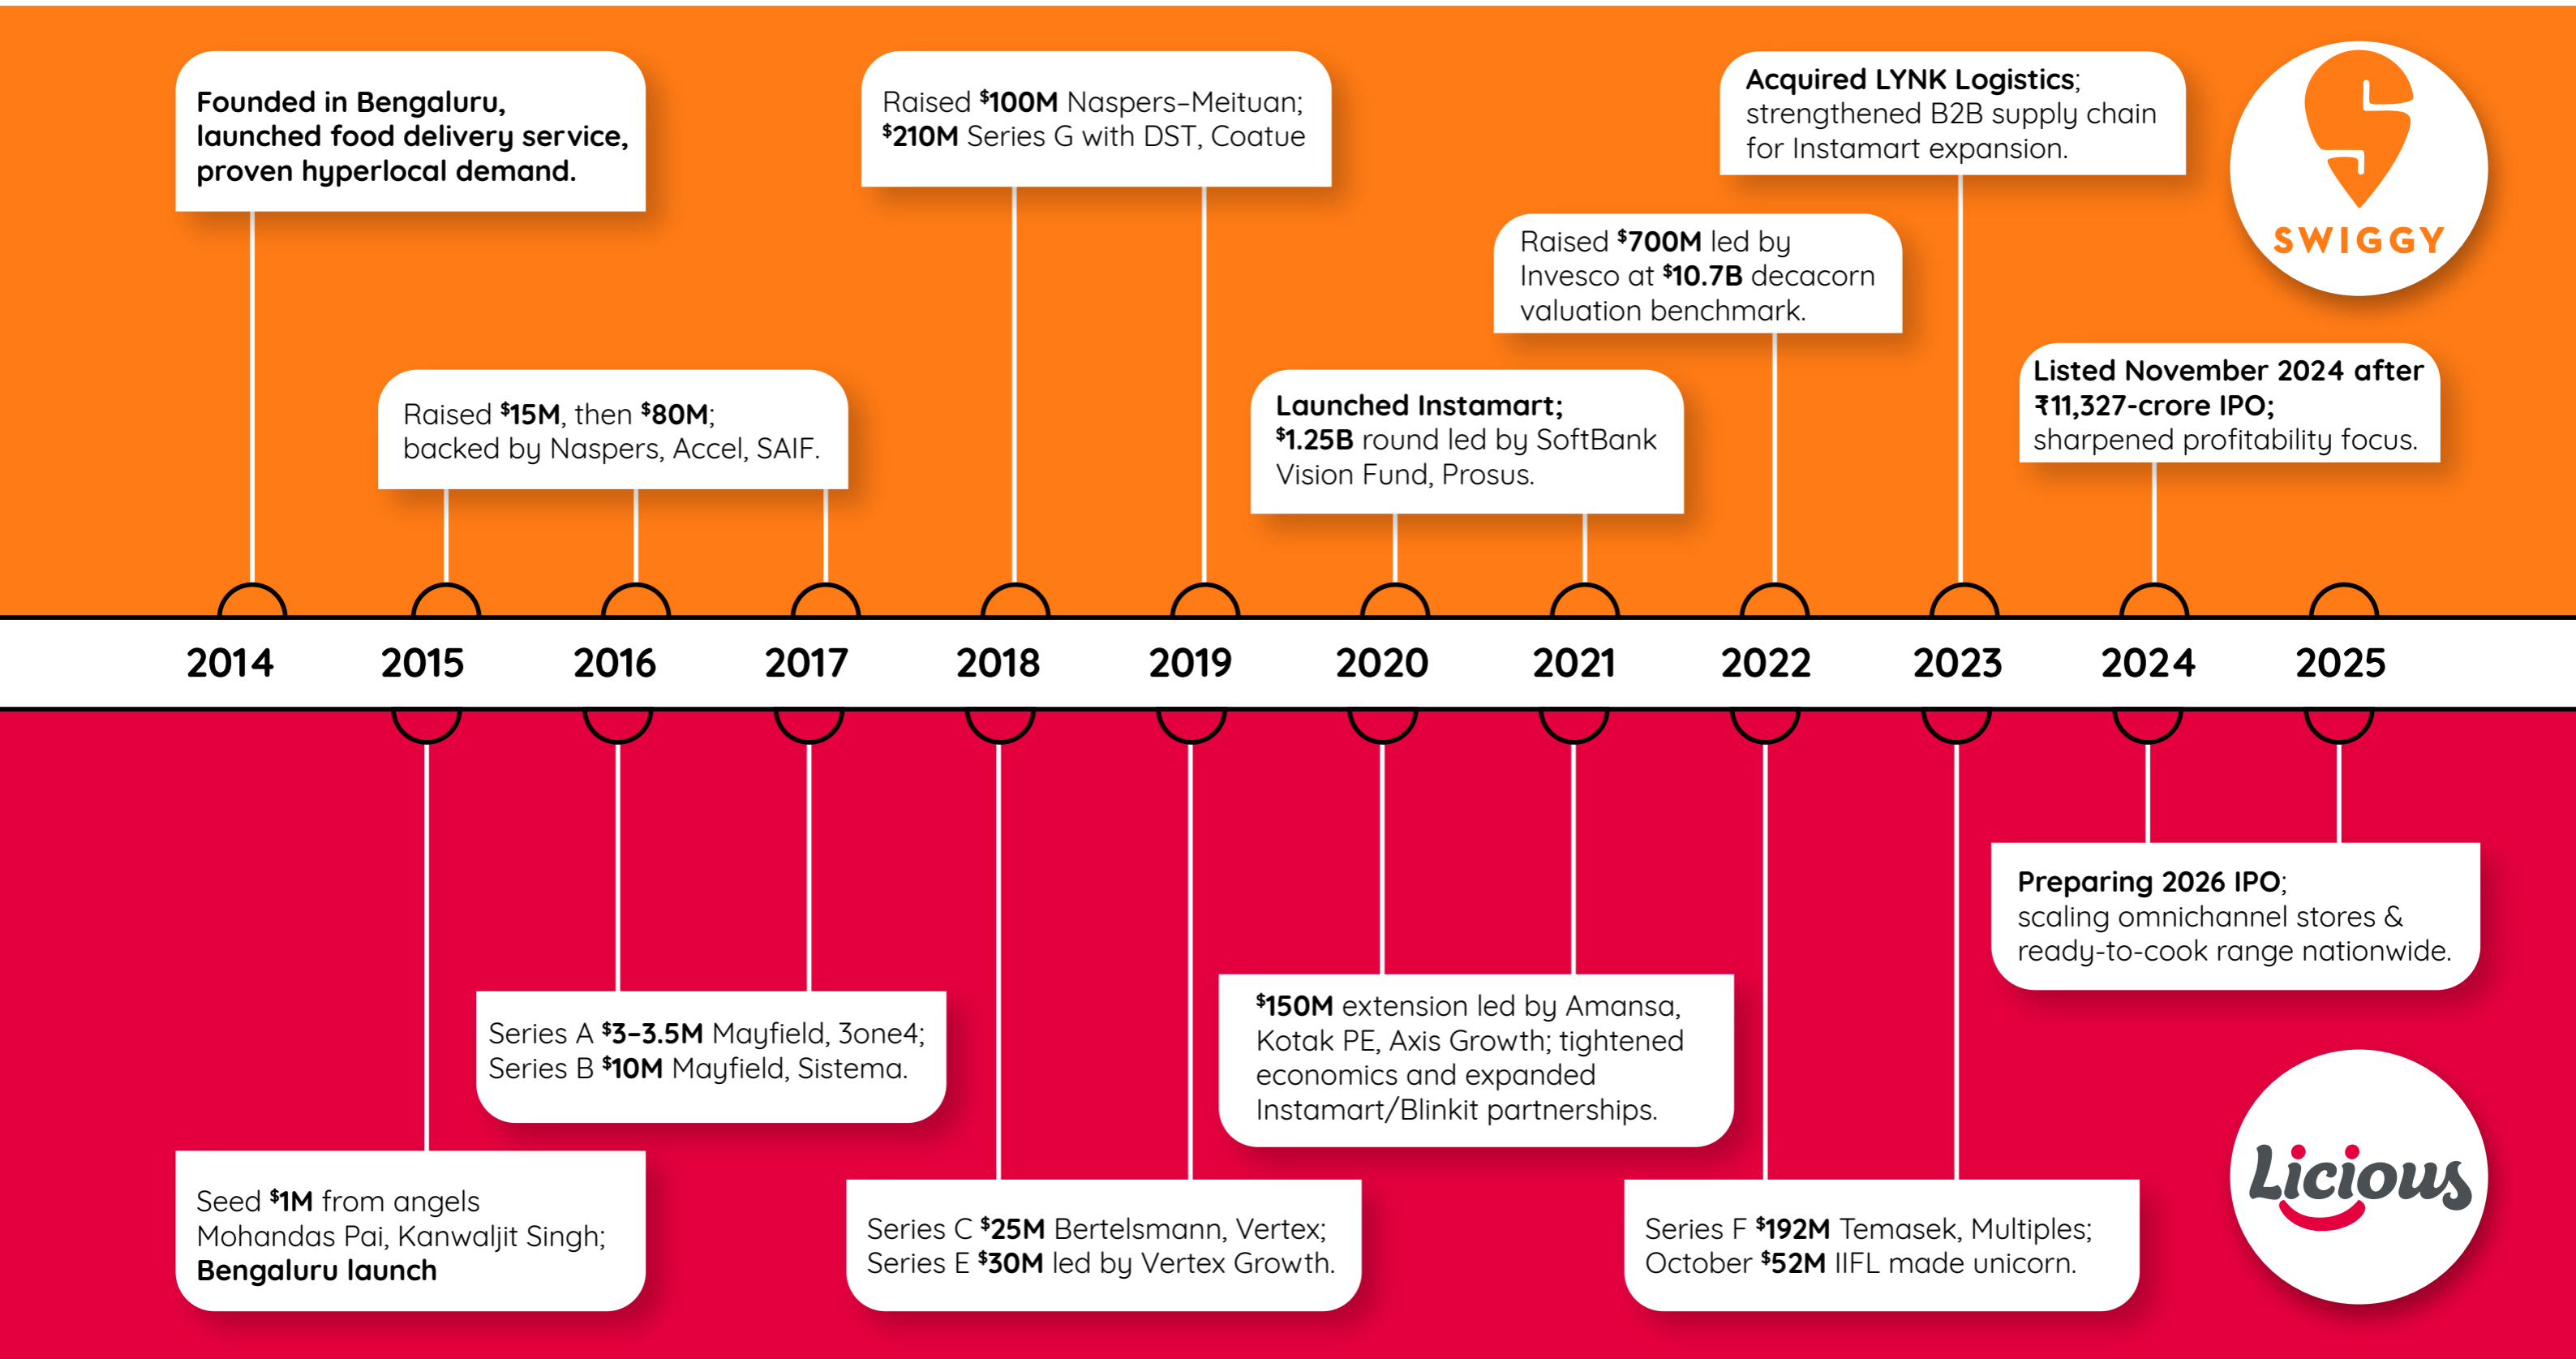 Founded in Bengaluru,
launched food delivery service,
proven hyperlocal demand.
Raised $100M Naspers–Meituan;
$210M Series G with DST, Coatue
Acquired LYNK Logistics;
strengthened B2B supply chain
for Instamart expansion.
SWIGGY
Raised $700M led by
Invesco at $10.7B decacorn
valuation benchmark.
Raised $15M, then $80M;
backed by Naspers, Accel, SAIF.
Launched Instamart;
$1.25B round led by SoftBank
Vision Fund, Prosus.
Listed November 2024 after
₹11,327-crore IPO;
sharpened profitability focus.
2014 2015 2016 2017 2018 2019 2020 2021 2022 2023 2024 2025
Preparing 2026 IPO;
scaling omnichannel stores &
ready-to-cook range nationwide.
Series A $3–3.5M Mayfield, 3one4;
Series B $10M Mayfield, Sistema.
$150M extension led by Amansa,
Kotak PE, Axis Growth; tightened
economics and expanded
Instamart/Blinkit partnerships.
Seed $1M from angels
Mohandas Pai, Kanwaljit Singh;
Bengaluru launch
Series C $25M Bertelsmann, Vertex;
Series E $30M led by Vertex Growth.
Series F $192M Temasek, Multiples;
October $52M IIFL made unicorn.
Licious